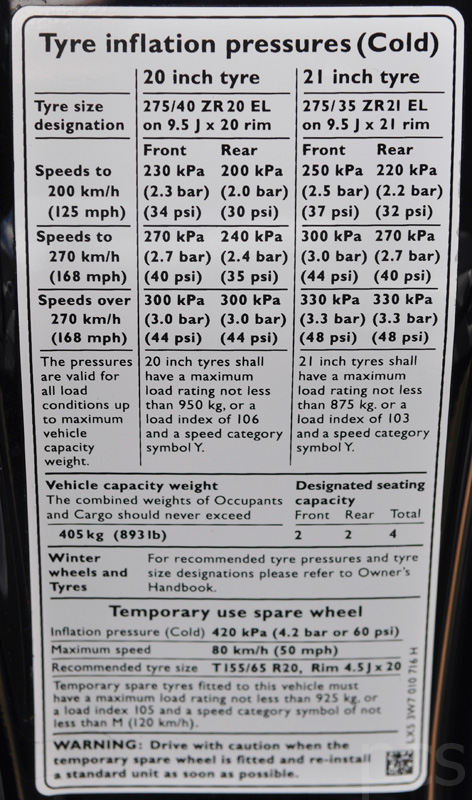 Tyre inflation pressures (Cold)
20 inch tyre 21 inch tyre
Tyre size 275/40 ZR20 EL 275/35 ZR21 EL
designation on 9.5 J x 20 rim on 9.5 J x 21 rim
Front Rear Front Rear
Speeds to 230 kPa 200 kPa 250 kPa 220 kPa
200 km/h (2.3 bar) (2.0 bar) (2.5 bar) (2.2 bar)
(125 mph) (34 psi) (30 psi) (37 psi) (32 psi)
Speeds to 270 kPa 240 kPa 300 kPa 270 kPa
270 km/h (2.7 bar) (2.4 bar) (3.0 bar) (2.7 bar)
(168 mph) (40 psi) (35 psi) (44 psi) (40 psi)
Speeds over 300 kPa 300 kPa 330 kPa 330 kPa
270 km/h (3.0 bar) (3.0 bar) (3.3 bar) (3.3 bar)
(168 mph) (44 psi) (44 psi) (48 psi) (48 psi)
The pressures
are valid for
all load
conditions up
to maximum
vehicle
capacity
weight.
20 inch tyres shall
have a maximum
load rating not less
than 950 kg, or a
load index of 106
and a speed category
symbol Y.
21 inch tyres shall
have a maximum
load rating not less
than 875 kg. or a
load index of 103
and a speed category
symbol Y.
Vehicle capacity weight
The combined weights of Occupants
and Cargo should never exceed
405 kg (893 lb)
Designated seating
capacity
Front Rear Total
2 2 4
Winter
wheels and
Tyres
For recommended tyre pressures and tyre
size designations please refer to Owner's
Handbook.
Temporary use spare wheel
Inflation pressure (Cold) 420 kPa (4.2 bar or 60 psi)
Maximum speed 80 km/h (50 mph)
Recommended tyre size T155/65 R20, Rim 4.5 J x 20
Temporary spare tyres fitted to this vehicle must
have a maximum load rating not less than 925 kg, or
a load index 105 and a speed category symbol of not
less than M (120 km/h).
WARNING: Drive with caution when the
temporary spare wheel is fitted and re-install
a standard unit as soon as possible.
LXS 3W7 010 716 H